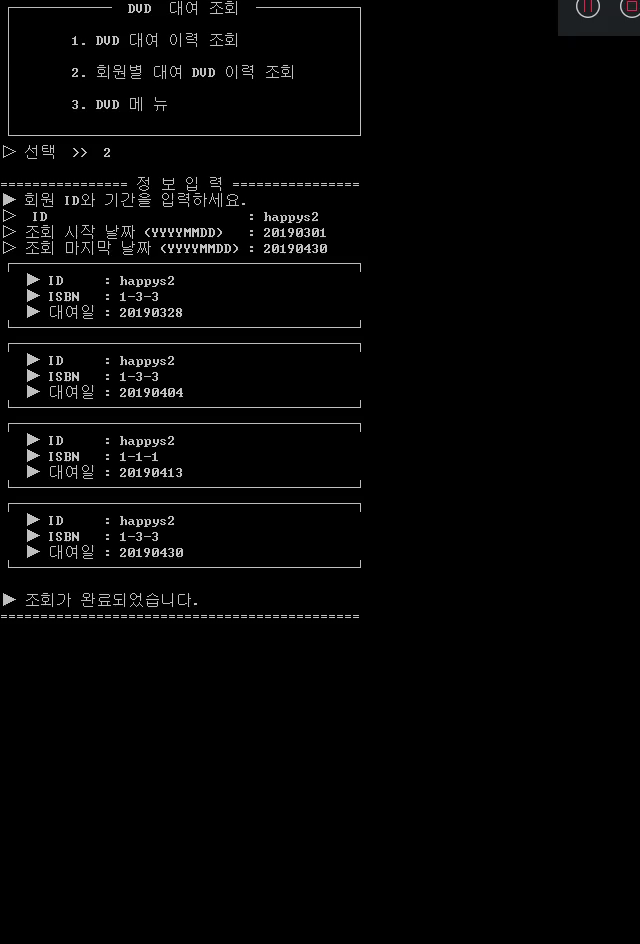 DVD 대여 조회
1. DVD 대여 이력 조회
2. 회원별 대여 DVD 이력 조회
3. DVD 메 뉴
▷ 선택 >> 2
================ 정 보 입 력 ================
▶ 회원 ID와 기간을 입력하세요.
▷ ID : happys2
▷ 조회 시작 날짜 (YYYYMMDD) : 20190301
▷ 조회 마지막 날짜 (YYYYMMDD) : 20190430
▶ ID : happys2
▶ ISBN : 1-3-3
▶ 대여일 : 20190328
▶ ID : happys2
▶ ISBN : 1-3-3
▶ 대여일 : 20190404
▶ ID : happys2
▶ ISBN : 1-1-1
▶ 대여일 : 20190413
▶ ID : happys2
▶ ISBN : 1-3-3
▶ 대여일 : 20190430
▶ 조회가 완료되었습니다.
=============================================